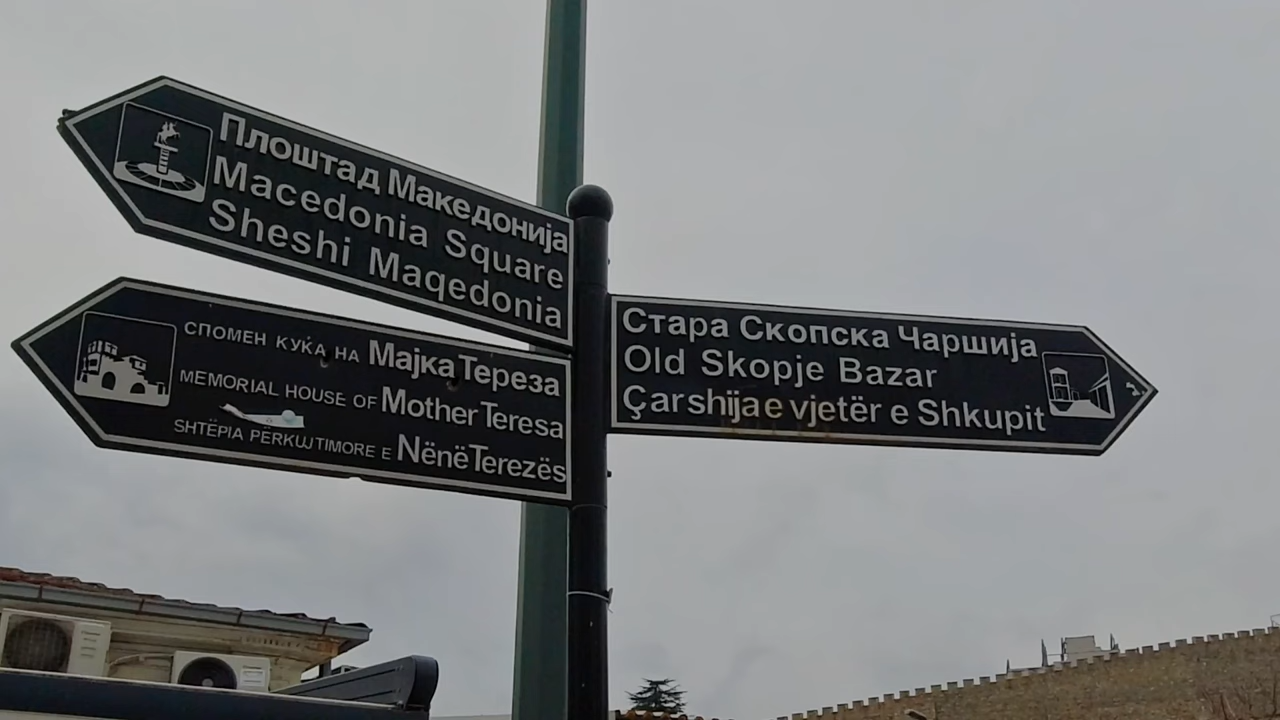 Плоштад Македонија
Macedonia Square
Sheshi Maqedonia
СПОМЕН КУЌА НА Мајка Тереза
MEMORIAL HOUSE OF Mother Teresa
SHTËPIA PËRKUJTIMORE E Nënë Terezës
Стара Скопска Чаршија
Old Skopje Bazar
Çarshija e vjetër e Shkupit